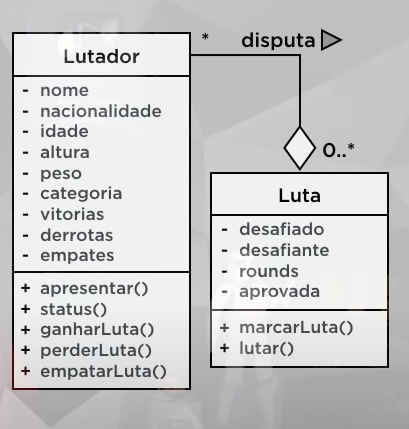 Lutador
- nome
- nacionalidade
- idade
- altura
- peso
- categoria
- vitorias
- derrotas
- empates
+ apresentar()
+ status()
+ ganharLuta()
+ perderLuta()
+ empatarLuta()
* disputa
0..*
Luta
- desafiado
- desafiante
- rounds
- aprovada
+ marcarLuta()
+ lutar()